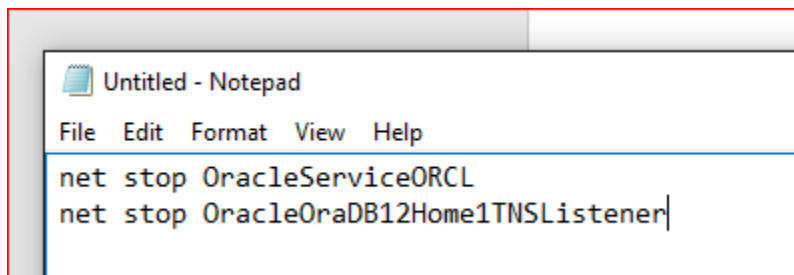 Untitled - Notepad
File Edit Format View Help
net stop OracleServiceORCL
net stop OracleOraDB12Home1TNSListener